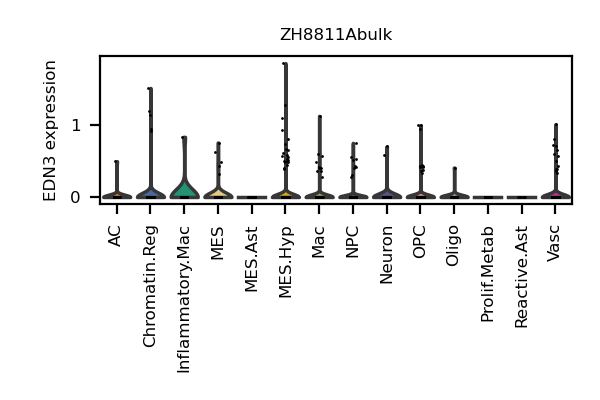 ZH8811Abulk
EDN3 expression
1
0
AC
Chromatin.Reg
Inflammatory.Mac
MES
MES.Ast
MES.Hyp
Mac
NPC
Neuron
OPC
Oligo
Prolif.Metab
Reactive.Ast
Vasc